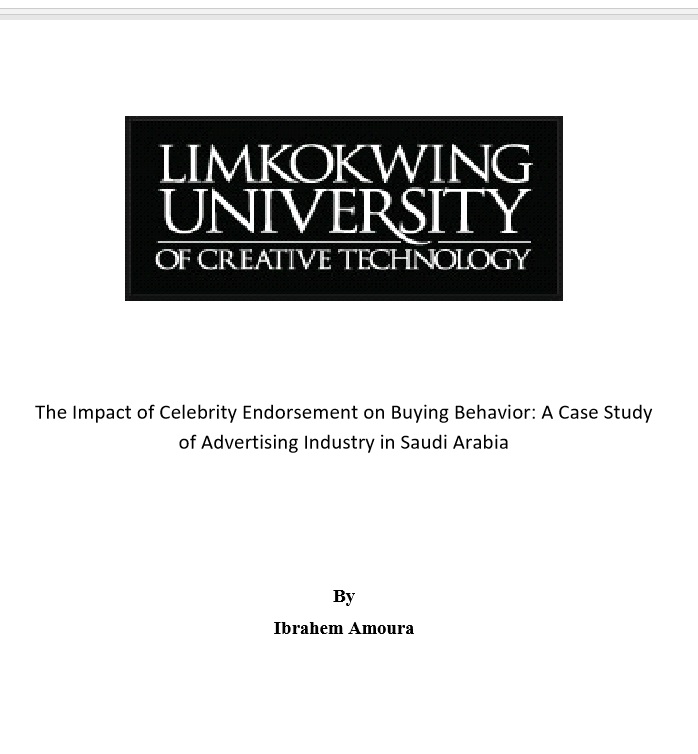 LIMKOKWING
UNIVERSITY
OF CREATIVE TECHNOLOGY
The Impact of Celebrity Endorsement on Buying Behavior: A Case Study
of Advertising Industry in Saudi Arabia
By
Ibrahem Amoura